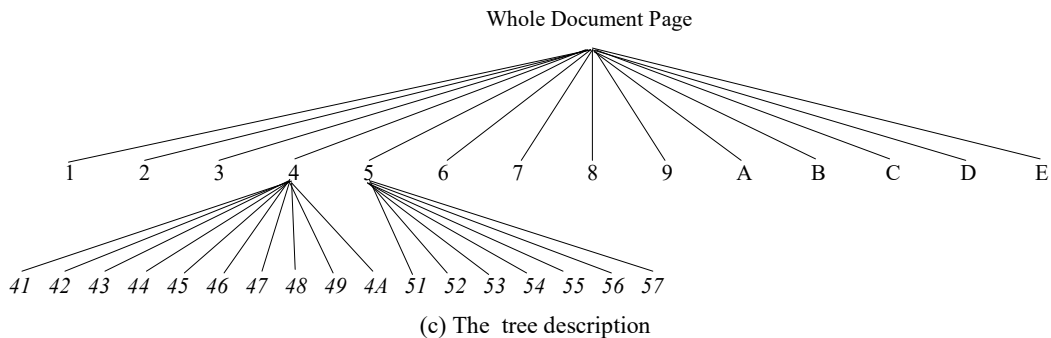 Whole Document Page
1 2 3 4 5 6 7 8 9 A B C D E
41 42 43 44 45 46 47 48 49 4A 51 52 53 54 55 56 57
(c) The tree description